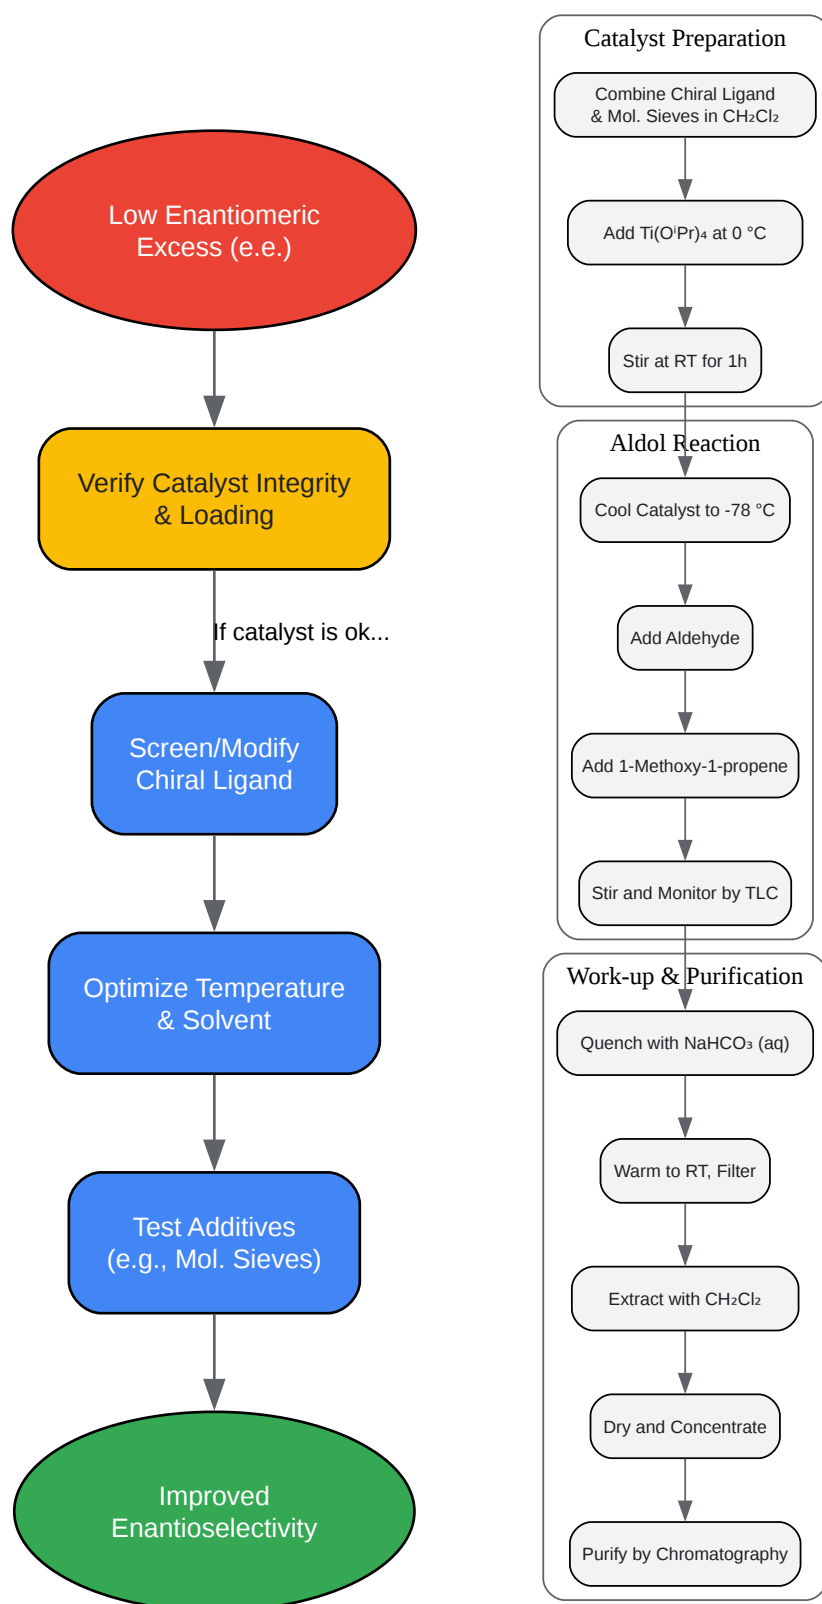 Low Enantiomeric
Excess (e.e.)
Verify Catalyst Integrity
& Loading
If catalyst is ok...
Screen/Modify
Chiral Ligand
Optimize Temperature
& Solvent
Test Additives
(e.g., Mol. Sieves)
Improved
Enantioselectivity
Catalyst Preparation
Combine Chiral Ligand
& Mol. Sieves in CH₂Cl₂
Add Ti(OⁱPr)₄ at 0 °C
Stir at RT for 1h
Aldol Reaction
Cool Catalyst to -78 °C
Add Aldehyde
Add 1-Methoxy-1-propene
Stir and Monitor by TLC
Work-up & Purification
Quench with NaHCO₃ (aq)
Warm to RT, Filter
Extract with CH₂Cl₂
Dry and Concentrate
Purify by Chromatography